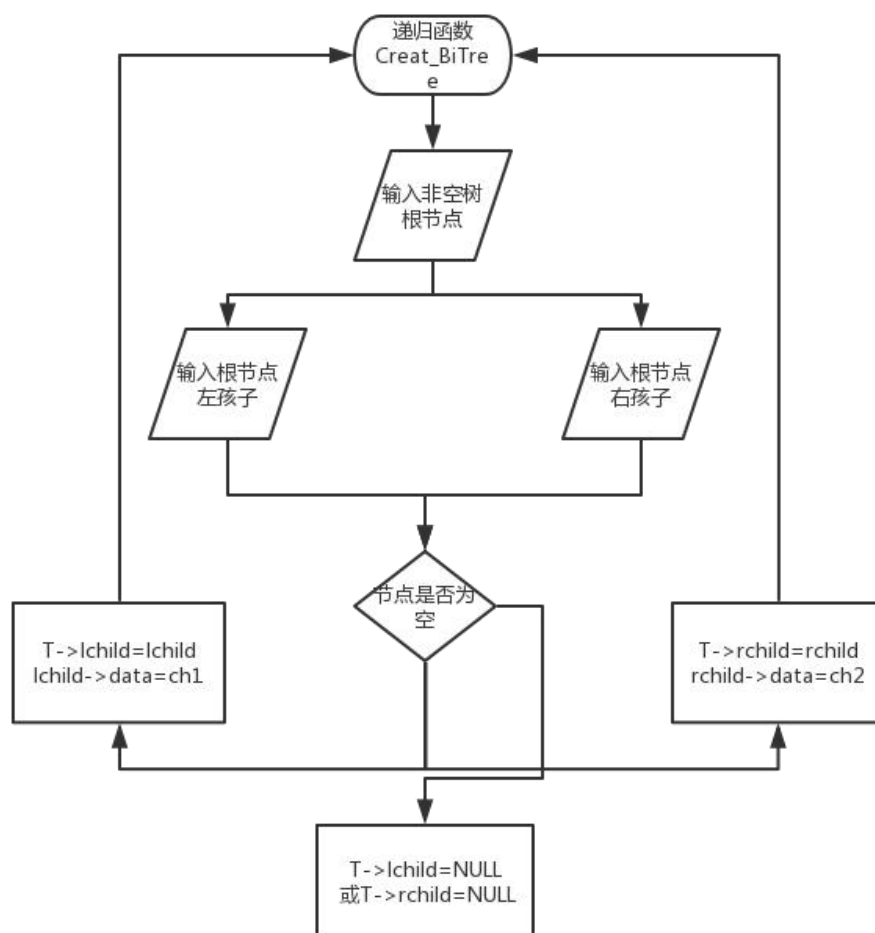 递归函数
Creat_BiTre
e
输入非空树
根节点
输入根节点
左孩子
输入根节点
右孩子
节点是否为
空
T->lchild=lchild
lchild->data=ch1
T->rchild=rchild
rchild->data=ch2
T->lchild=NULL
或T->rchild=NULL